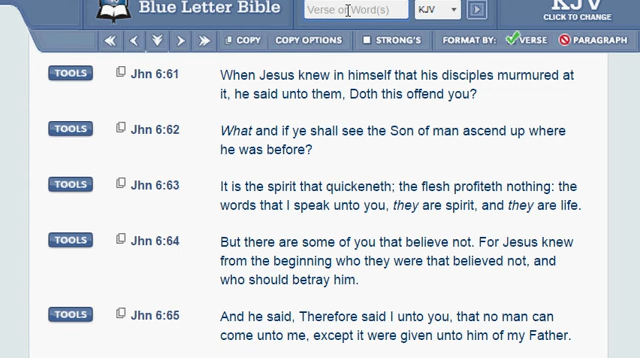 Blue Letter Bible
Verse or Word(s)
KJV
KJV
CLICK TO CHANGE
COPY COPY OPTIONS STRONG'S FORMAT BY: VERSE PARAGRAPH
TOOLS Jhn 6:61 When Jesus knew in himself that his disciples murmured at
it, he said unto them, Doth this offend you?
TOOLS Jhn 6:62 What and if ye shall see the Son of man ascend up where
he was before?
TOOLS Jhn 6:63 It is the spirit that quickeneth; the flesh profiteth nothing: the
words that I speak unto you, they are spirit, and they are life.
TOOLS Jhn 6:64 But there are some of you that believe not. For Jesus knew
from the beginning who they were that believed not, and
who should betray him.
TOOLS Jhn 6:65 And he said, Therefore said I unto you, that no man can
come unto me, except it were given unto him of my Father.